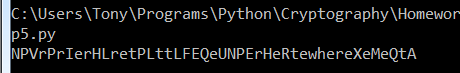 C:\Users\Tony\Programs\Python\Cryptography\Homewor
p5.py
NPVrPrIerHLretPLttLFEQeUNPErHeRtewhereXeMeQtA